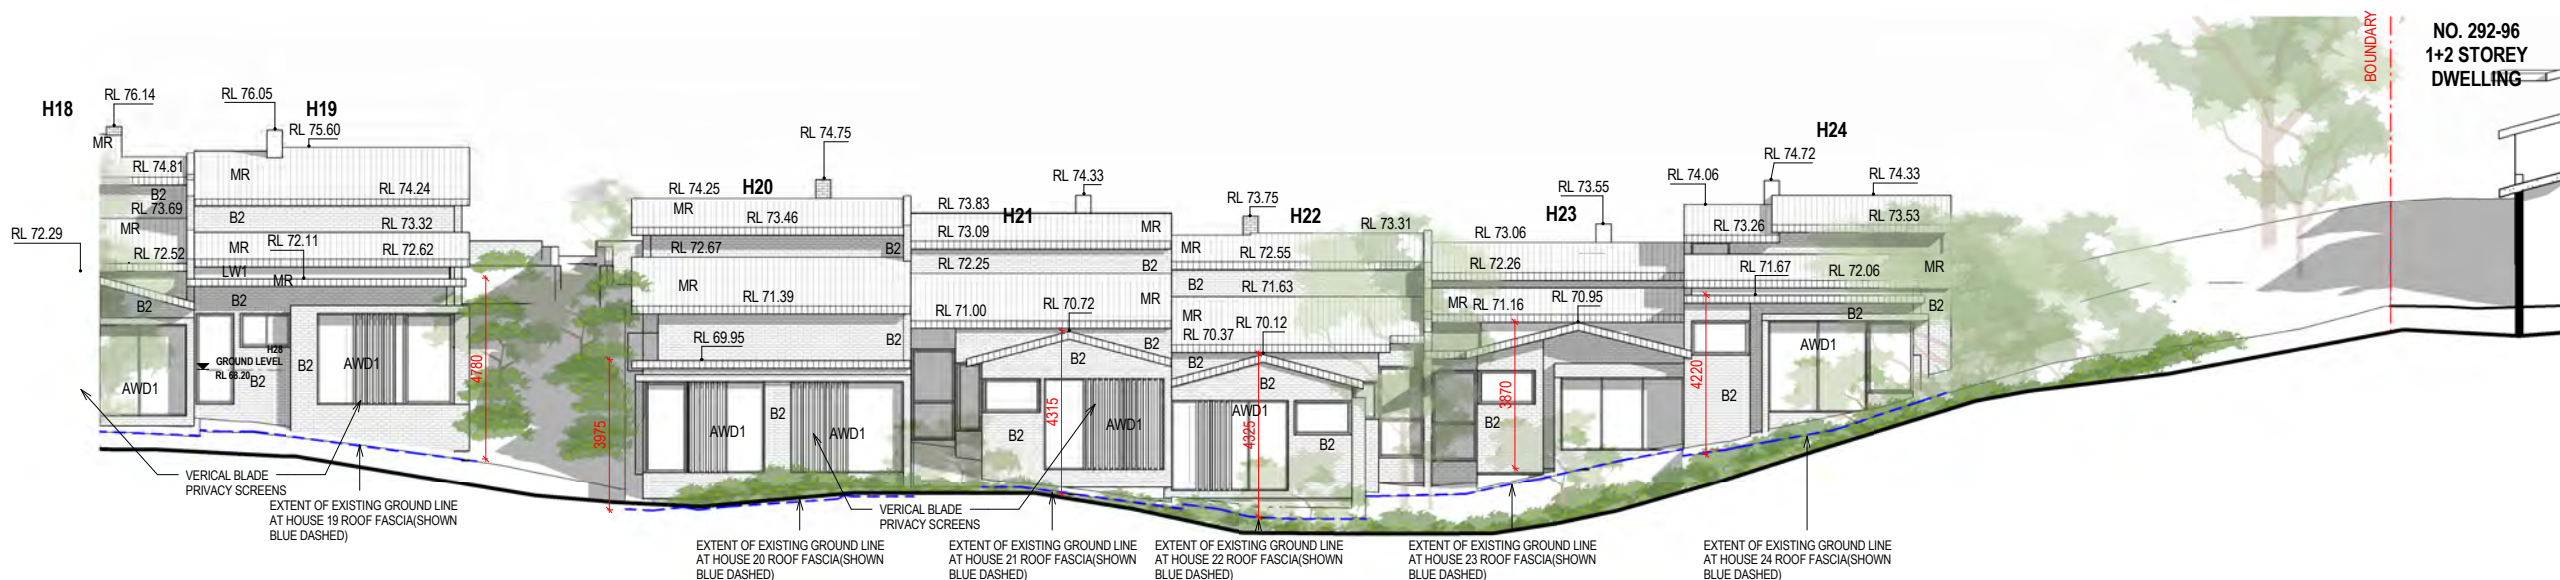 H18
RL 76.14
MR
RL 74.81
B2
RL 73.69
MR
RL 72.29
RL 72.52
B2
AWD1
RL 76.05
H19
RL 75.60
MR
RL 74.24
B2
RL 73.32
MR
RL 72.11
RL 72.62
LW1
MR
B2
H28
GROUND LEVEL
RL 68.20
B2
B2
AWD1
4780
VERICAL BLADE
PRIVACY SCREENS
EXTENT OF EXISTING GROUND LINE
AT HOUSE 19 ROOF FASCIA(SHOWN
BLUE DASHED)
RL 74.75
RL 74.25
H20
MR
RL 73.46
RL 72.67
B2
MR
RL 71.39
B2
RL 69.95
3975
AWD1
B2
AWD1
VERICAL BLADE
PRIVACY SCREENS
EXTENT OF EXISTING GROUND LINE
AT HOUSE 20 ROOF FASCIA(SHOWN
BLUE DASHED)
RL 74.33
RL 73.83
H21
RL 73.09
MR
RL 72.25
B2
MR
RL 71.00
RL 70.72
B2
B2
4315
B2
AWD1
EXTENT OF EXISTING GROUND LINE
AT HOUSE 21 ROOF FASCIA(SHOWN
BLUE DASHED)
RL 73.75
H22
RL 73.31
MR
RL 72.55
B2
RL 71.63
MR
RL 70.37
RL 70.12
B2
B2
AWD1
4325
B2
EXTENT OF EXISTING GROUND LINE
AT HOUSE 22 ROOF FASCIA(SHOWN
BLUE DASHED)
RL 73.55
H23
RL 73.06
RL 72.26
MR
RL 71.16
RL 70.95
3870
B2
EXTENT OF EXISTING GROUND LINE
AT HOUSE 23 ROOF FASCIA(SHOWN
BLUE DASHED)
H24
RL 74.72
RL 74.06
RL 74.33
RL 73.26
RL 73.53
RL 71.67
RL 72.06
MR
B2
B2
AWD1
4220
B2
EXTENT OF EXISTING GROUND LINE
AT HOUSE 24 ROOF FASCIA(SHOWN
BLUE DASHED)
BOUNDARY
NO. 292-96
1+2 STOREY
DWELLING